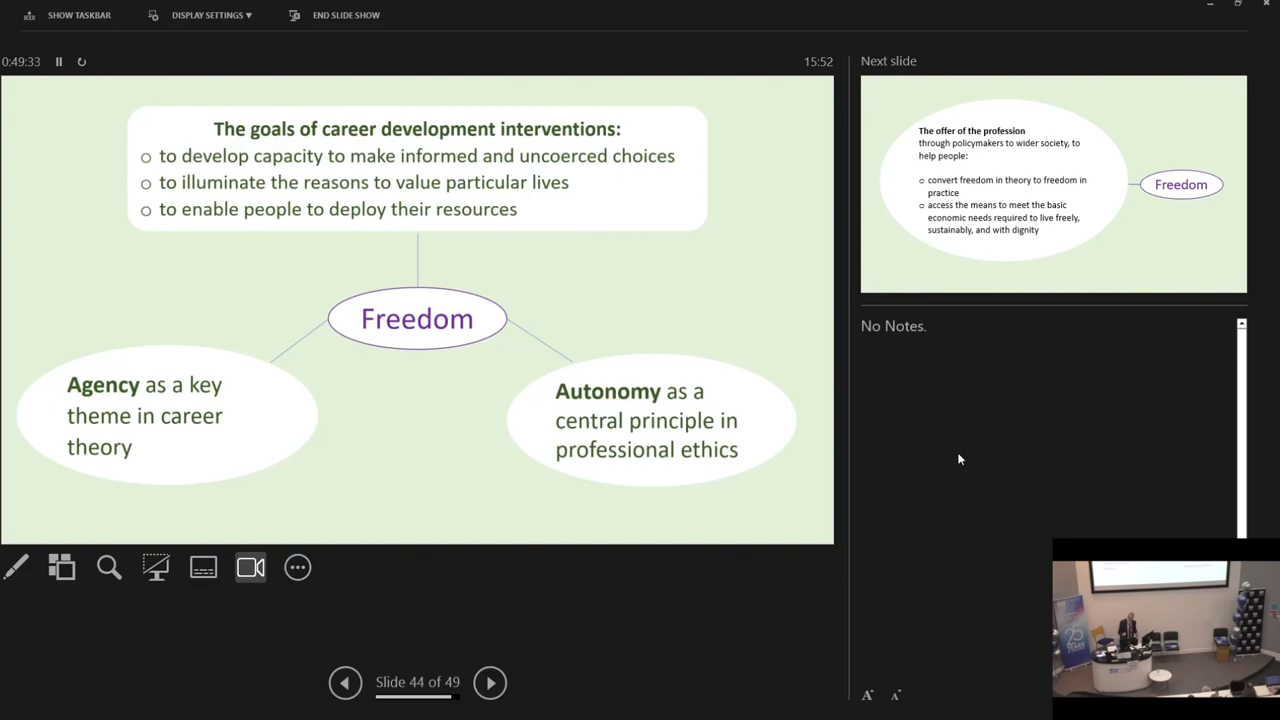 SHOW TASKBAR
DISPLAY SETTINGS ▼
END SLIDE SHOW
0:49:33
15:52
The goals of career development interventions:
o to develop capacity to make informed and uncoerced choices
o to illuminate the reasons to value particular lives
o to enable people to deploy their resources
Freedom
Agency as a key
theme in career
theory
Autonomy as a
central principle in
professional ethics
Slide 44 of 49
Next slide
The offer of the profession
through policymakers to wider society, to
help people:
o convert freedom in theory to freedom in
practice
o access the means to meet the basic
economic needs required to live freely,
sustainably, and with dignity
Freedom
No Notes.
A
A
25
YEARS